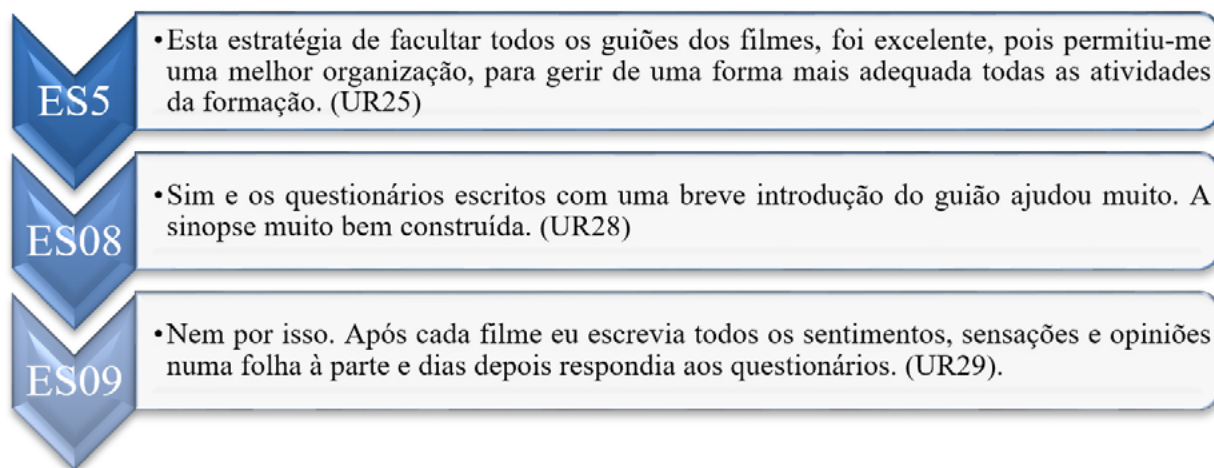 ES5
•Esta estratégia de facultar todos os guiões dos filmes, foi excelente, pois permitiu-me
uma melhor organização, para gerir de uma forma mais adequada todas as atividades
da formação. (UR25)
ES08
•Sim e os questionários escritos com uma breve introdução do guião ajudou muito. A
sinopse muito bem construída. (UR28)
ES09
•Nem por isso. Após cada filme eu escrevia todos os sentimentos, sensações e opiniões
numa folha à parte e dias depois respondia aos questionários. (UR29).